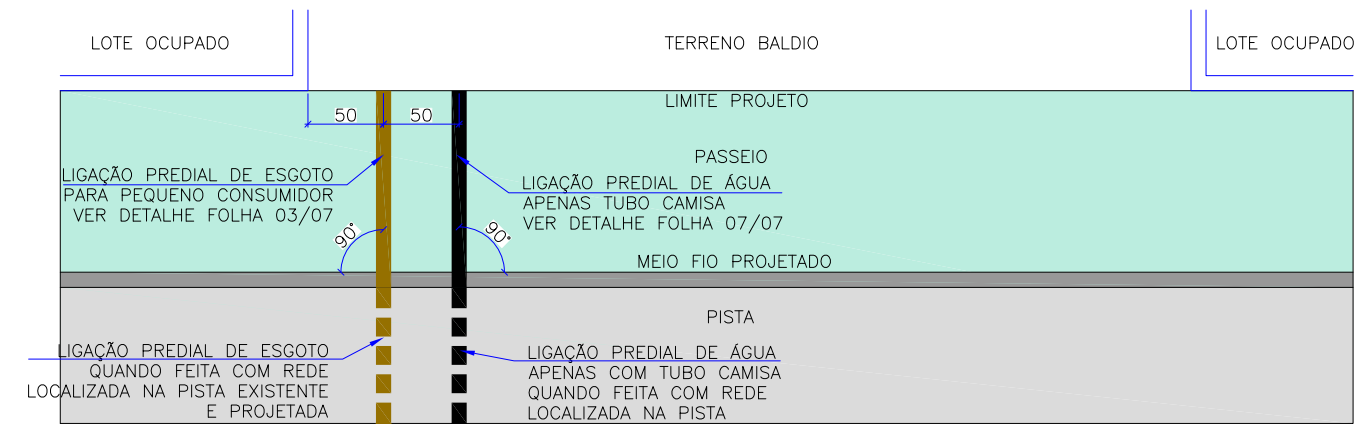 LOTE OCUPADO
TERRENO BALDIO
LOTE OCUPADO
LIMITE PROJETO
50
50
PASSEIO
LIGAÇÃO PREDIAL DE ESGOTO
PARA PEQUENO CONSUMIDOR
VER DETALHE FOLHA 03/07
LIGAÇÃO PREDIAL DE ÁGUA
APENAS TUBO CAMISA
VER DETALHE FOLHA 07/07
90°
90°
MEIO FIO PROJETADO
PISTA
LIGAÇÃO PREDIAL DE ESGOTO
QUANDO FEITA COM REDE
LOCALIZADA NA PISTA EXISTENTE
E PROJETADA
LIGAÇÃO PREDIAL DE ÁGUA
APENAS COM TUBO CAMISA
QUANDO FEITA COM REDE
LOCALIZADA NA PISTA